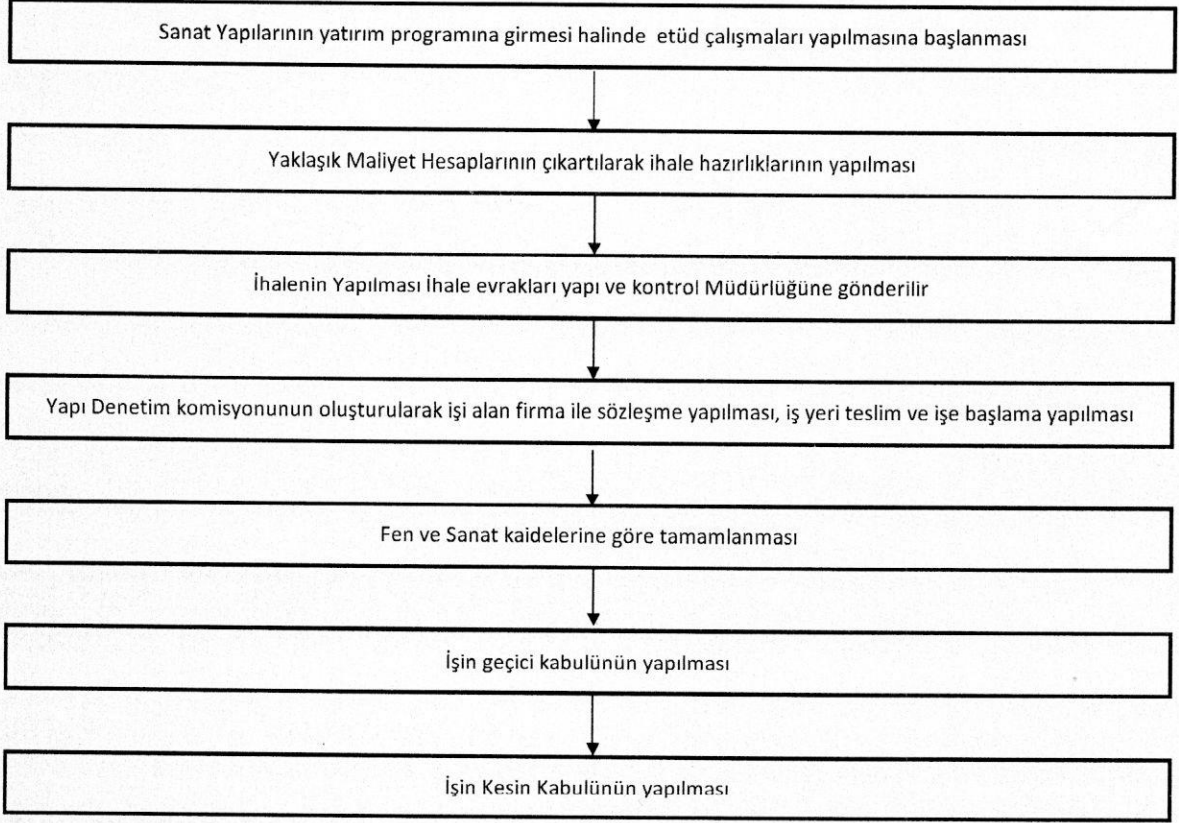 Sanat Yapılarının yatırım programına girmesi halinde etüd çalışmaları yapılmasına başlanması
Yaklaşık Maliyet Hesaplarının çıkartılarak ihale hazırlıklarının yapılması
İhalenin Yapılması İhale evrakları yapı ve kontrol Müdürlüğüne gönderilir
Yapı Denetim komisyonunun oluşturularak işi alan firma ile sözleşme yapılması, iş yeri teslim ve işe başlama yapılması
Fen ve Sanat kaidelerine göre tamamlanması
İşin geçici kabulünün yapılması
İşin Kesin Kabulünün yapılması